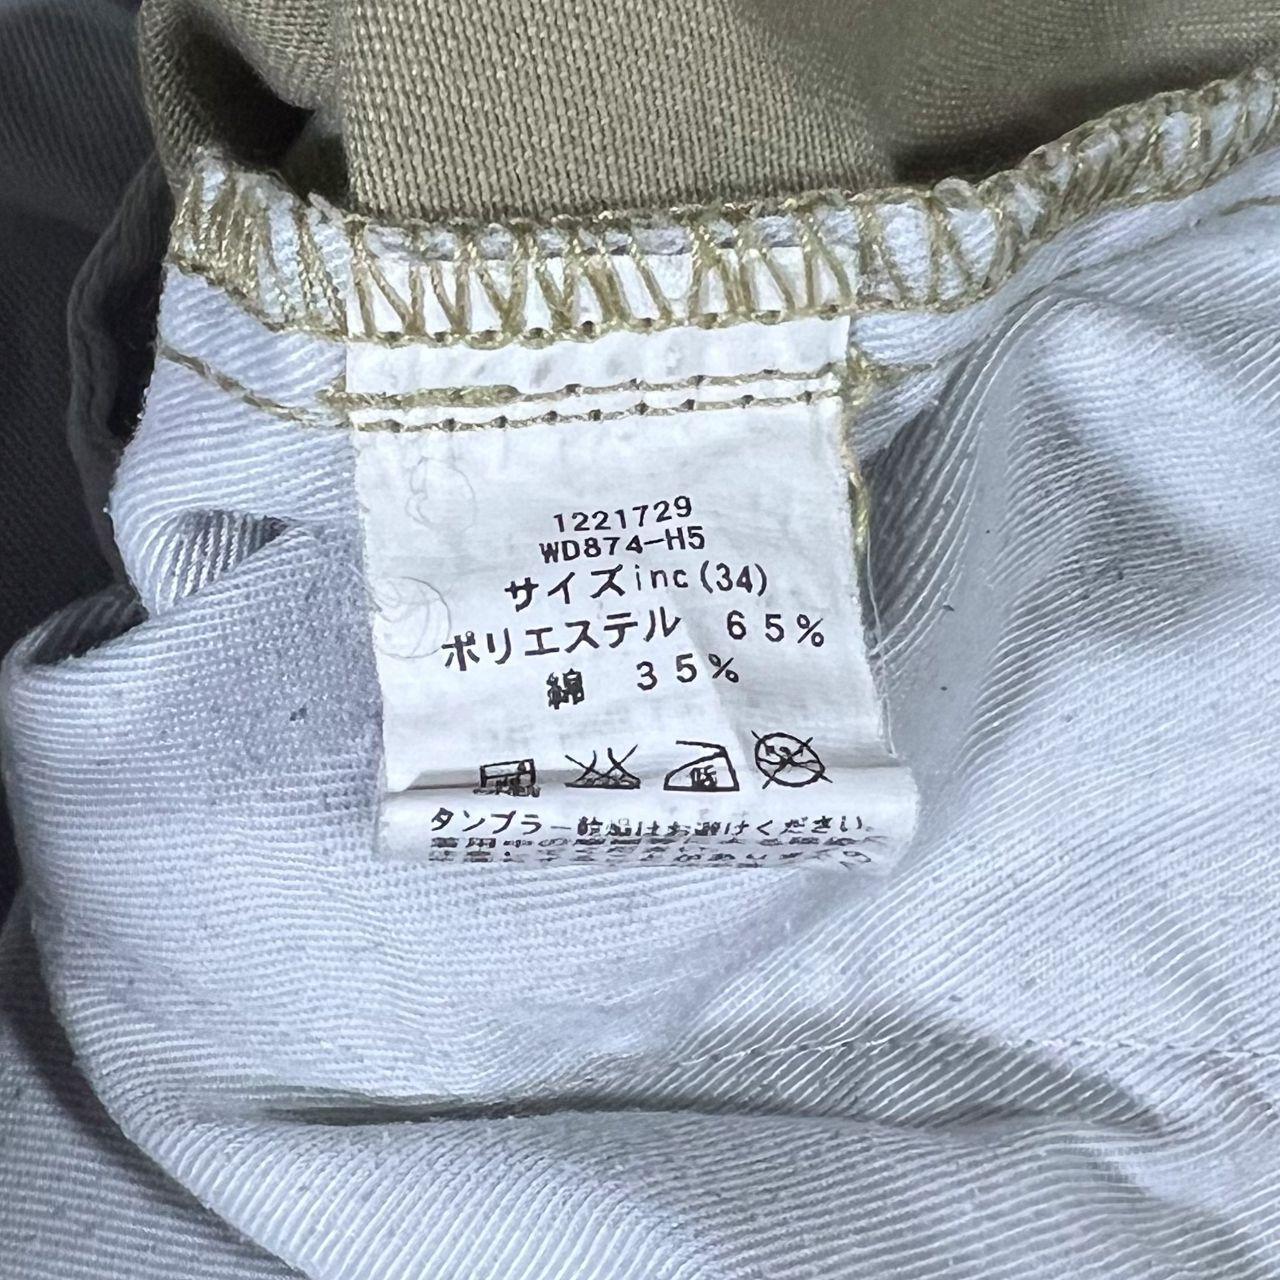 1221729
WD874-H5
サイズinc(34)
ポリエステル 65%
綿 35%
低
タンブラー乾燥はお避けください。